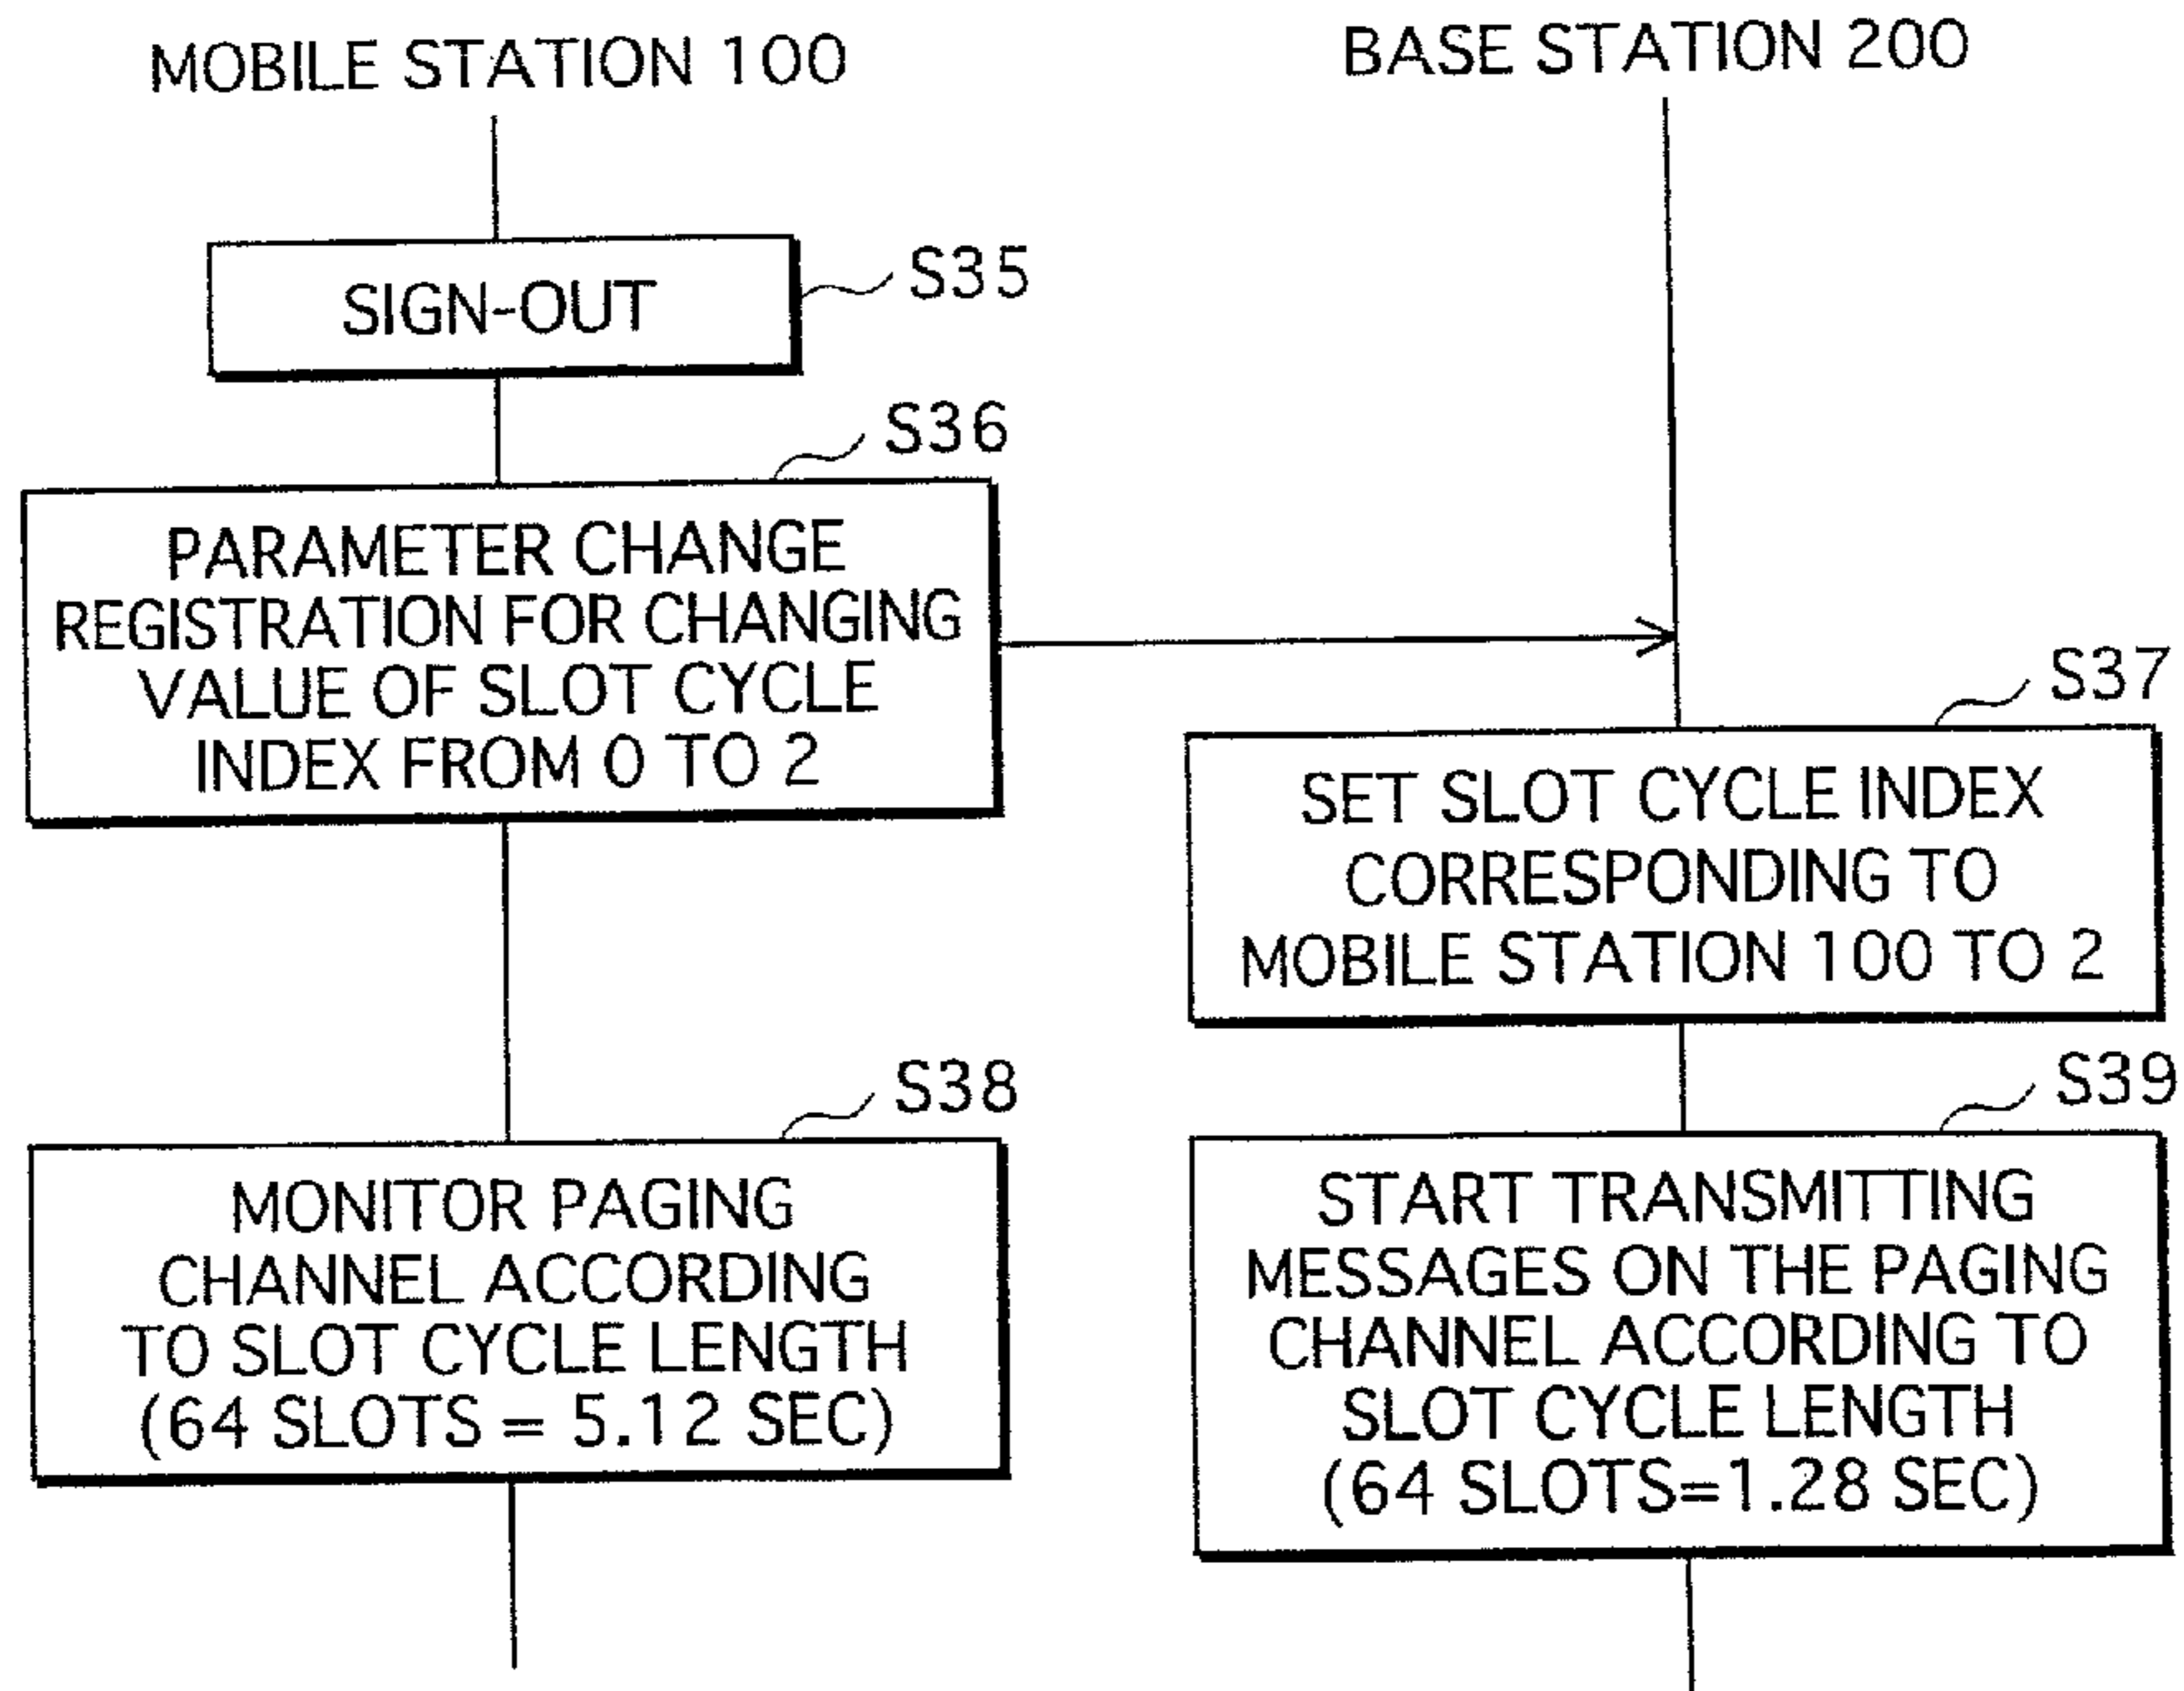 MOBILE STATION 100
BASE STATION 200
SIGN-OUT
S35
S36
PARAMETER CHANGE
REGISTRATION FOR CHANGING
VALUE OF SLOT CYCLE
INDEX FROM 0 TO 2
S37
SET SLOT CYCLE INDEX
CORRESPONDING TO
MOBILE STATION 100 TO 2
S38
MONITOR PAGING
CHANNEL ACCORDING
TO SLOT CYCLE LENGTH
(64 SLOTS = 5.12 SEC)
S39
START TRANSMITTING
MESSAGES ON THE PAGING
CHANNEL ACCORDING TO
SLOT CYCLE LENGTH
(64 SLOTS=1.28 SEC)